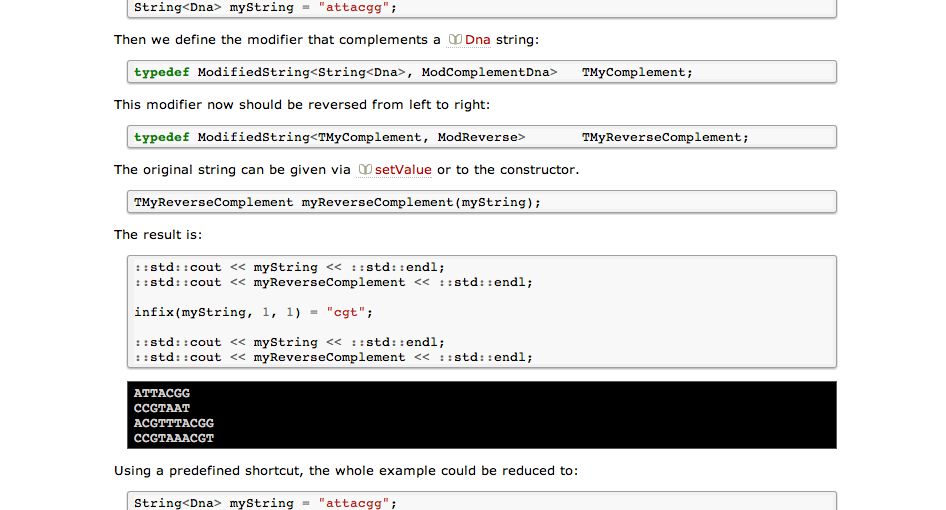 String<Dna> myString = "attacgg";
Then we define the modifier that complements a Dna string:
typedef ModifiedString<String<Dna>, ModComplementDna>   TMyComplement;
This modifier now should be reversed from left to right:
typedef ModifiedString<TMyComplement, ModReverse>       TMyReverseComplement;
The original string can be given via setValue or to the constructor.
TMyReverseComplement myReverseComplement(myString);
The result is:
::std::cout << myString << ::std::endl;
::std::cout << myReverseComplement << ::std::endl;
infix(myString, 1, 1) = "cgt";
::std::cout << myString << ::std::endl;
::std::cout << myReverseComplement << ::std::endl;
ATTACGG
CCGTAAT
ACGTTTACGG
CCGTAAACGT
Using a predefined shortcut, the whole example could be reduced to:
String<Dna> myString = "attacgg";